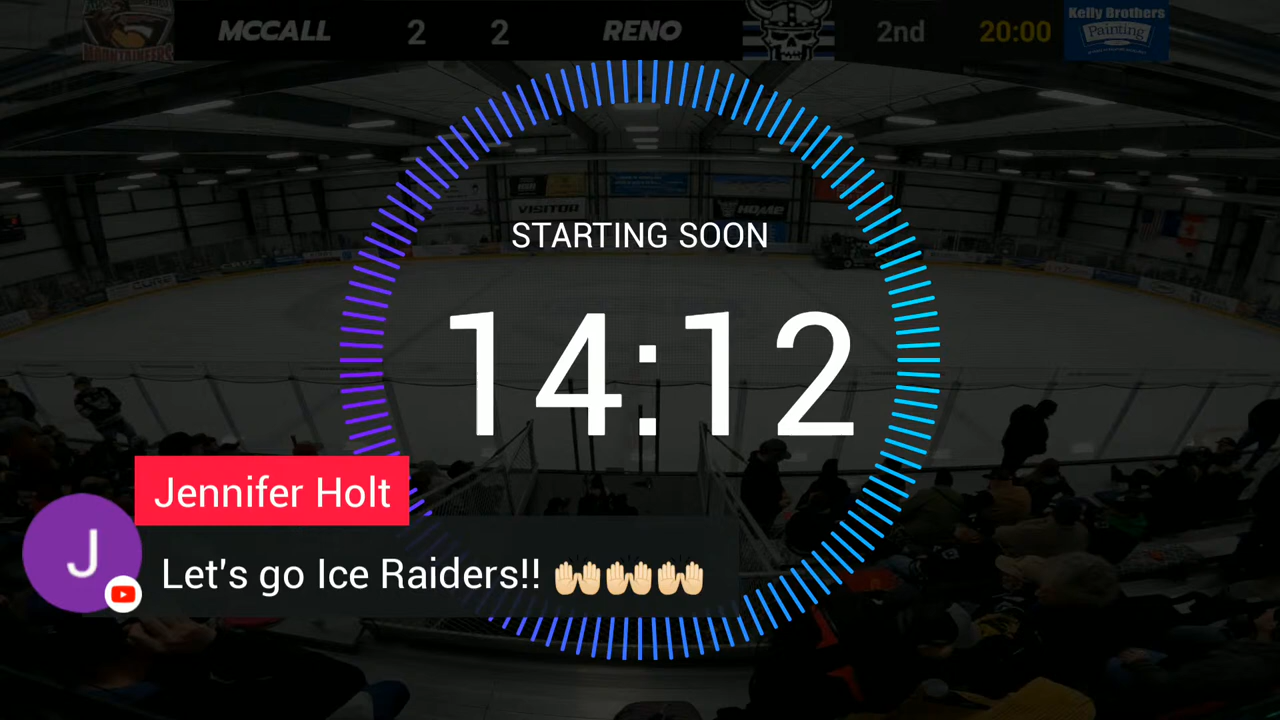 MCCALL 2 2 RENO 2nd 20:00
Kelly Brothers
Painting
MOUNTAINEERS
VISITOR
HOME
STARTING SOON
14:12
Jennifer Holt
J
Let's go Ice Raiders!! 🙌🏻🙌🏻🙌🏻